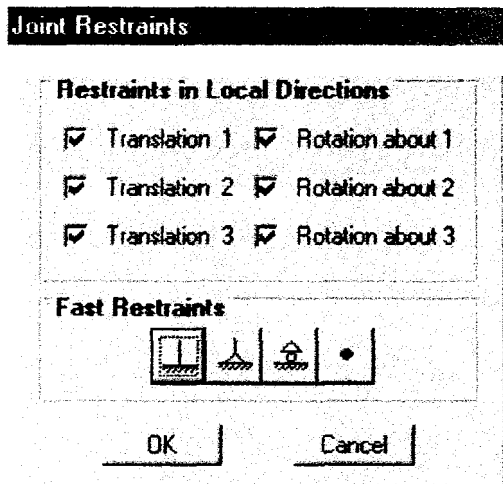 Joint Restraints
Restraints in Local Directions
Translation 1 Rotation about 1
Translation 2 Rotation about 2
Translation 3 Rotation about 3
Fast Restraints
OK Cancel